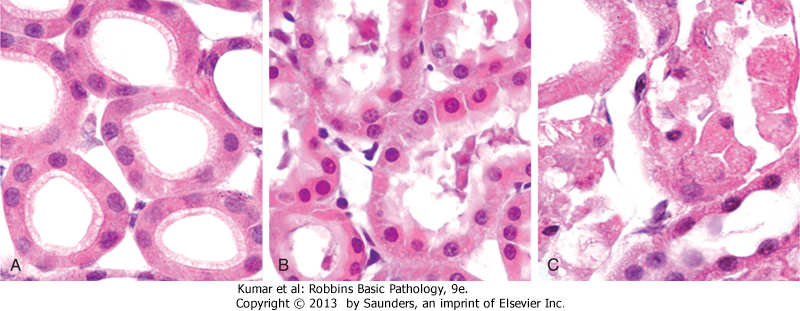 A B C
Kumar et al: Robbins Basic Pathology, 9e.
Copyright © 2013 by Saunders, an imprint of Elsevier Inc.